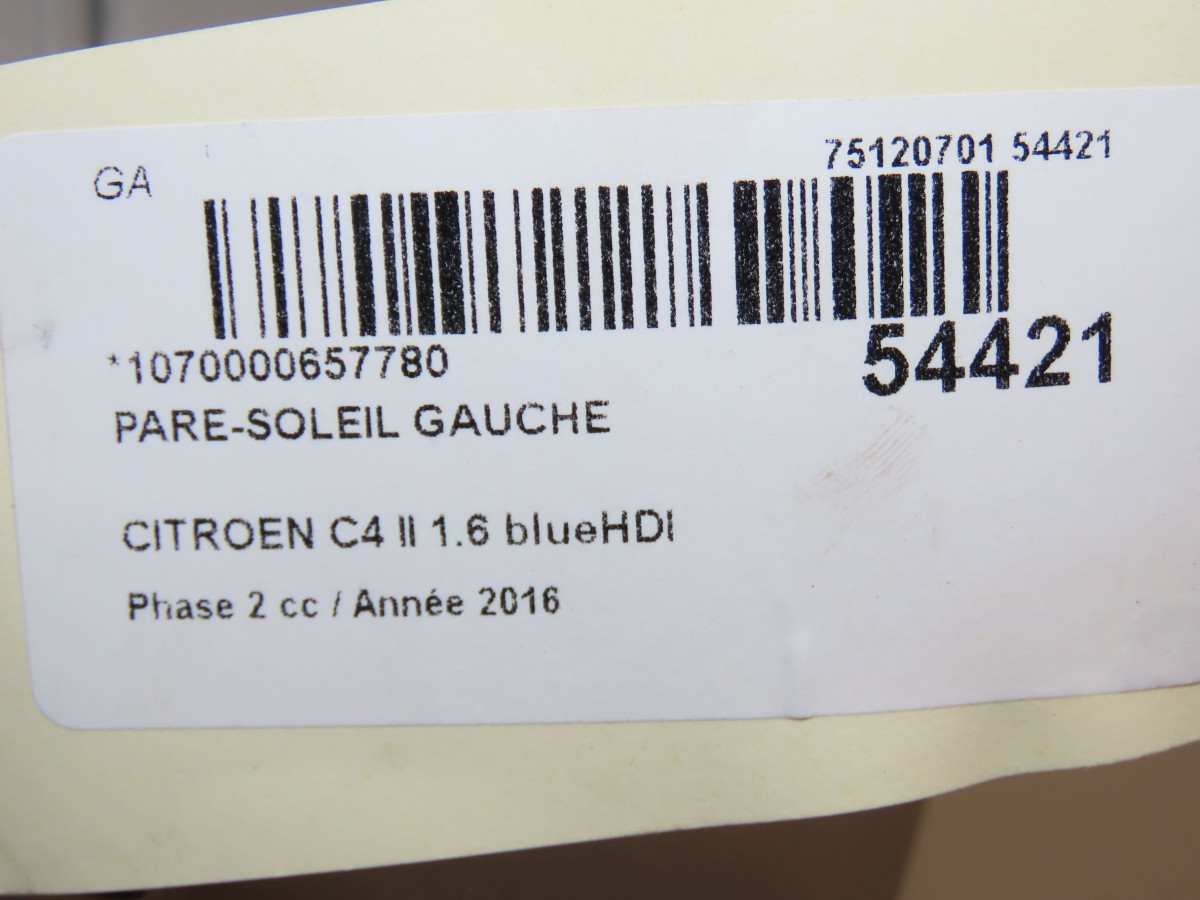 GA
75120701 54421
*1070000657780
54421
PARE-SOLEIL GAUCHE
CITROEN C4 II 1.6 blueHDI
Phase 2 cc / Année 2016